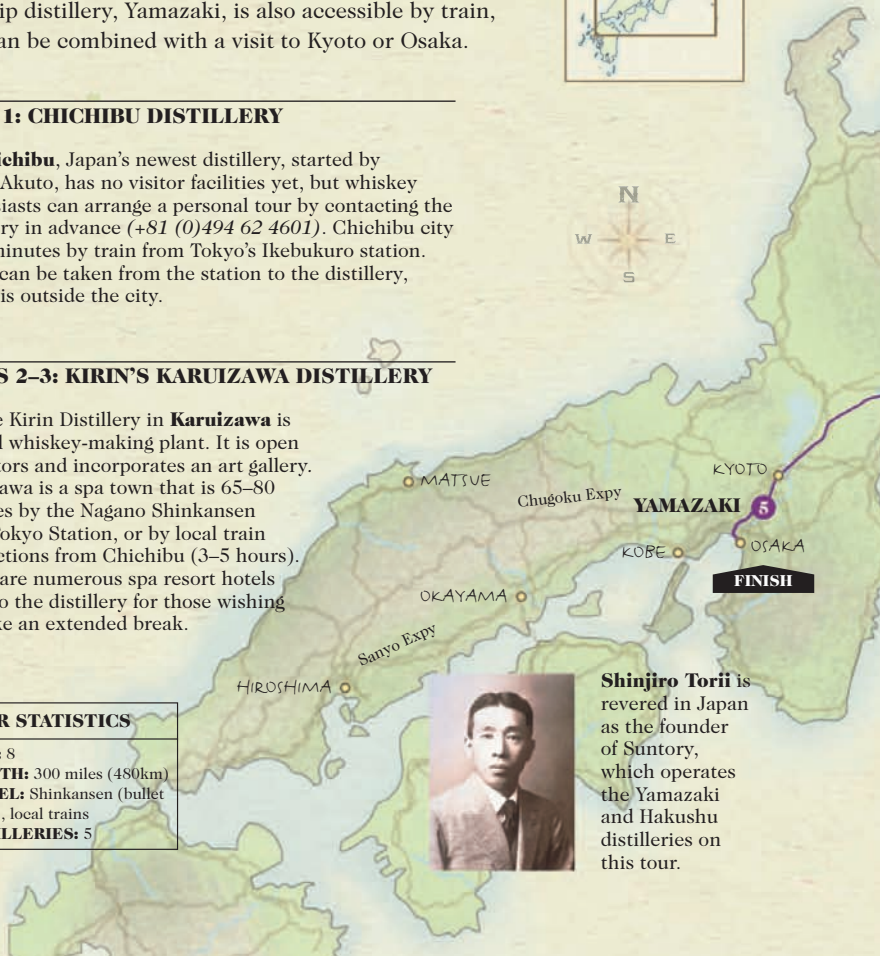 ip distillery, Yamazaki, is also accessible by train,
an be combined with a visit to Kyoto or Osaka.
1: CHICHIBU DISTILLERY
ichibu, Japan's newest distillery, started by
Akuto, has no visitor facilities yet, but whiskey
siasts can arrange a personal tour by contacting the
ry in advance (+81 (0)494 62 4601). Chichibu city
minutes by train from Tokyo's Ikebukuro station.
can be taken from the station to the distillery,
is outside the city.
N
W E
S
S 2–3: KIRIN'S KARUIZAWA DISTILLERY
e Kirin Distillery in Karuizawa is
l whiskey-making plant. It is open
tors and incorporates an art gallery.
awa is a spa town that is 65–80
es by the Nagano Shinkansen
Tokyo Station, or by local train
ctions from Chichibu (3–5 hours).
are numerous spa resort hotels
o the distillery for those wishing
ke an extended break.
MATSUE
Chugoku Expy
KYOTO
YAMAZAKI 5
KOBE
OSAKA
FINISH
OKAYAMA
Sanyo Expy
HIROSHIMA
Shinjiro Torii is
revered in Japan
as the founder
of Suntory,
which operates
the Yamazaki
and Hakushu
distilleries on
this tour.
R STATISTICS
: 8
TH: 300 miles (480km)
EL: Shinkansen (bullet
, local trains
ILLERIES: 5